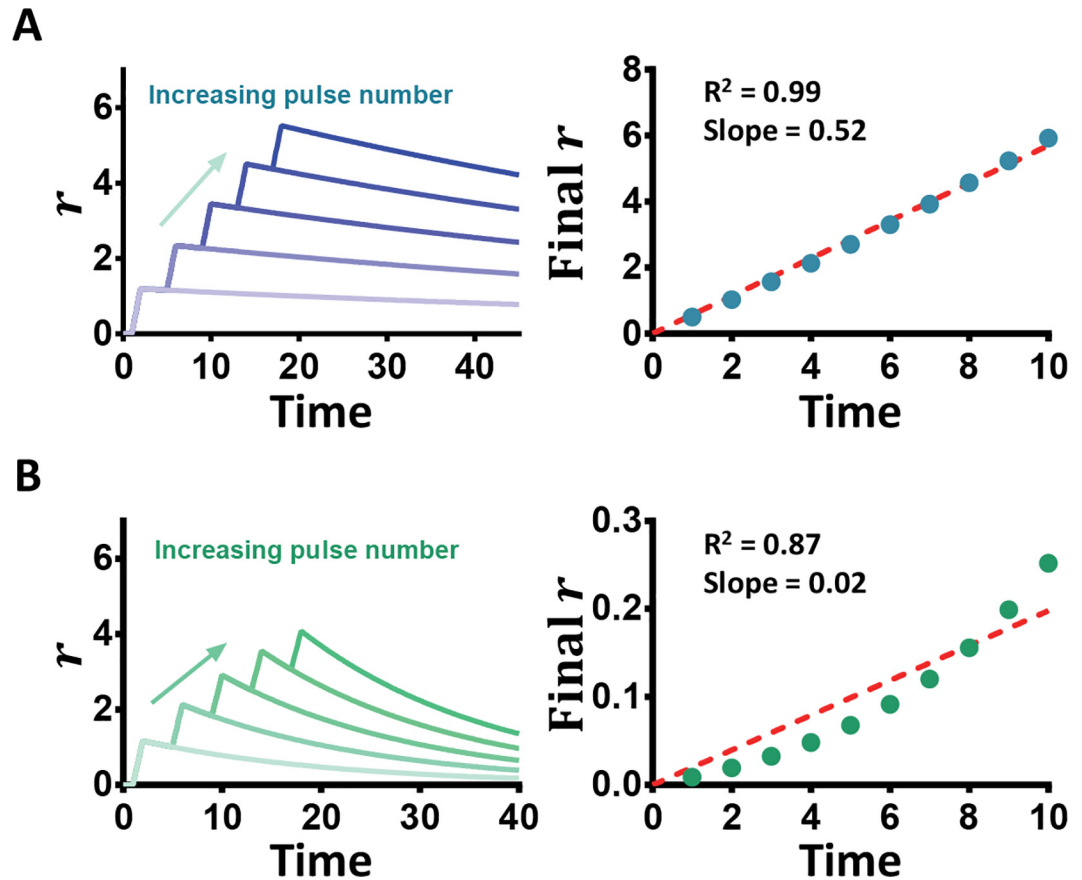 A
Increasing pulse number
6
4
2
0
r
0 10 20 30 40
Time
R² = 0.99
Slope = 0.52
8
6
4
2
0
Final r
0 2 4 6 8 10
Time
B
Increasing pulse number
6
4
2
0
r
0 10 20 30 40
Time
R² = 0.87
Slope = 0.02
0.3
0.2
0.1
0.0
Final r
0 2 4 6 8 10
Time